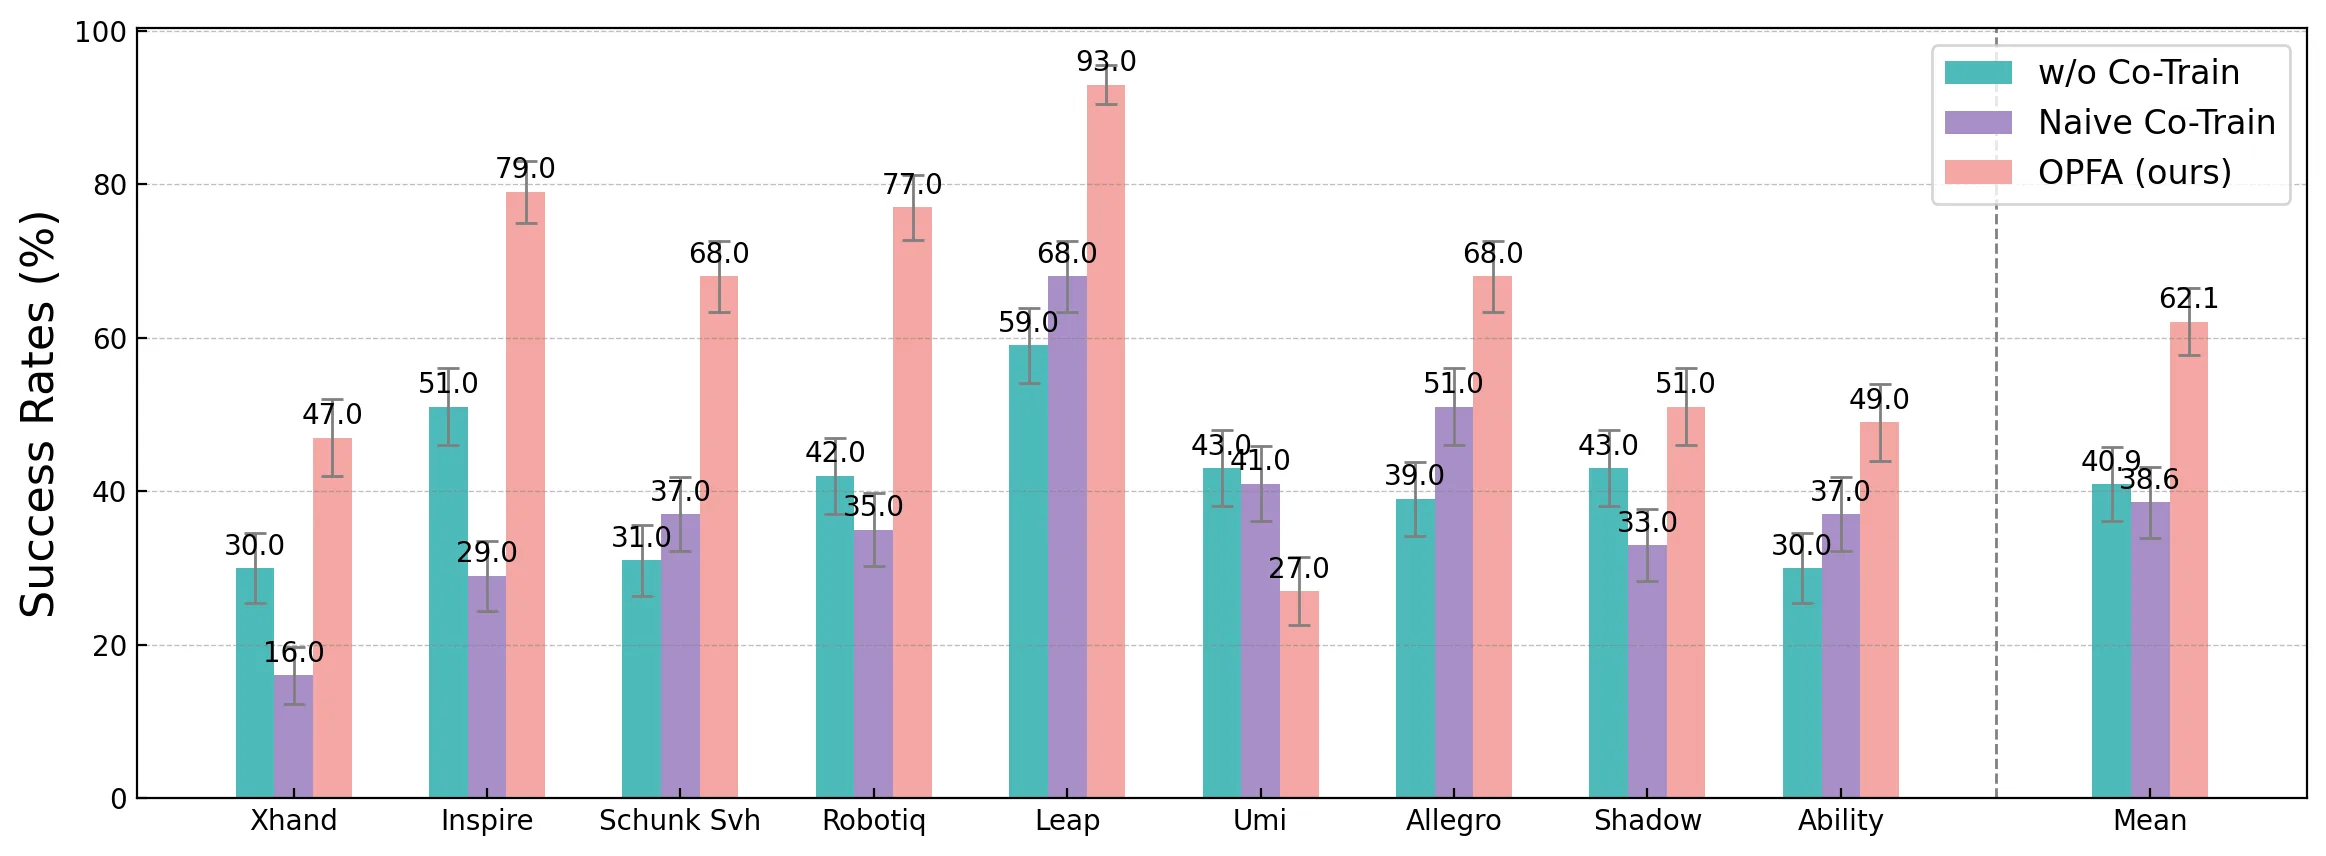 Success Rates (%)
100
80
60
40
20
0
w/o Co-Train
Naive Co-Train
OPFA (ours)
30.0
16.0
47.0
51.0
29.0
79.0
31.0
37.0
68.0
42.0
35.0
77.0
59.0
68.0
93.0
43.0
41.0
27.0
39.0
51.0
68.0
43.0
33.0
51.0
30.0
37.0
49.0
40.9
38.6
62.1
Xhand
Inspire
Schunk Svh
Robotiq
Leap
Umi
Allegro
Shadow
Ability
Mean